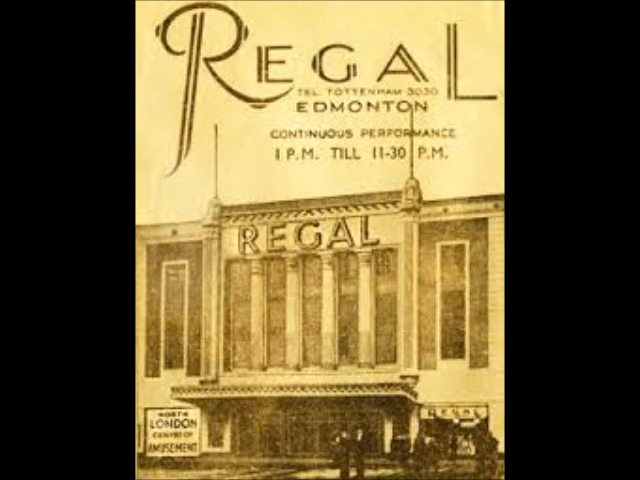 REGAL
TEL. TOTTENHAM 3030
EDMONTON
CONTINUOUS PERFORMANCE
1 P.M. TILL 11-30 P.M.
REGAL
NORTH
LONDON
CENTRE OF
AMUSEMENT
REGAL